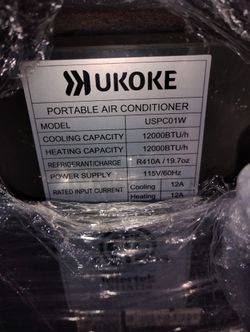 UKOKE
PORTABLE AIR CONDITIONER
MODEL USPC01W
COOLING CAPACITY 12000BTU/h
HEATING CAPACITY 12000BTU/h
REFRIGERANT/CHARGE R410A / 19.7oz
POWER SUPPLY 115V/60Hz
RATED INPUT CURRENT Cooling 12A
Heating 12A
Intertek